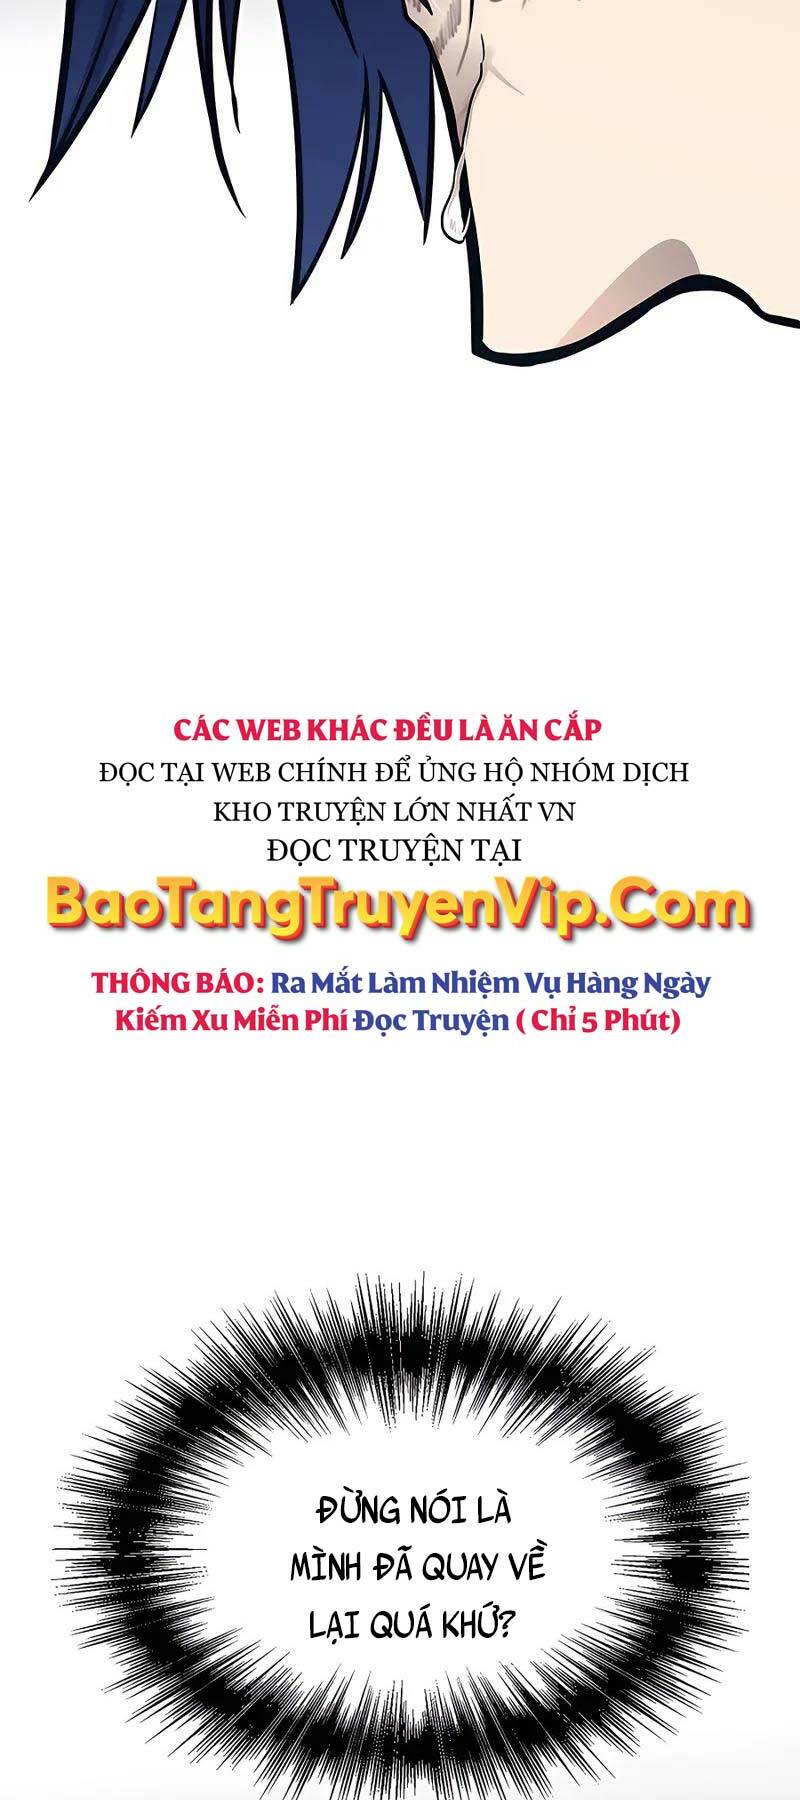 CÁC WEB KHÁC ĐỀU LÀ ĂN CẮP
ĐỌC TẠI WEB CHÍNH ĐỂ ỦNG HỘ NHÓM DỊCH
KHO TRUYỆN LỚN NHẤT VN
ĐỌC TRUYỆN TẠI
BaoTangTruyenVip.Com
THÔNG BÁO: Ra Mắt Làm Nhiệm Vụ Hàng Ngày
Kiếm Xu Miễn Phí Đọc Truyện ( Chỉ 5 Phút)
ĐỪNG NÓI LÀ
MÌNH ĐÃ QUAY VỀ
LẠI QUÁ KHỨ?